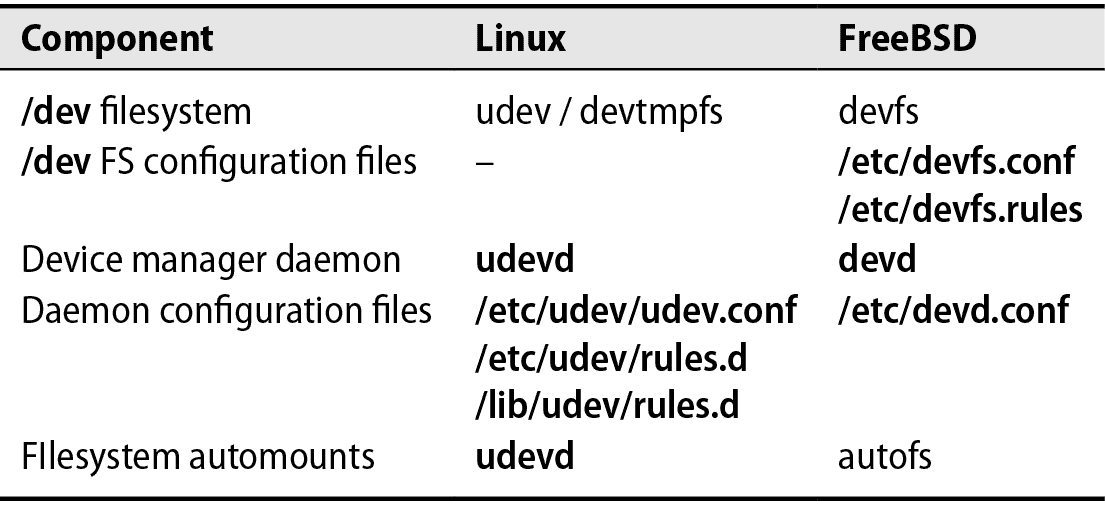 Component Linux FreeBSD
/dev filesystem udev / devtmpfs devfs
/dev FS configuration files – /etc/devfs.conf
/etc/devfs.rules
Device manager daemon udevd devd
Daemon configuration files /etc/udev/udev.conf /etc/devd.conf
/etc/udev/rules.d
/lib/udev/rules.d
FIlesystem automounts udevd autofs